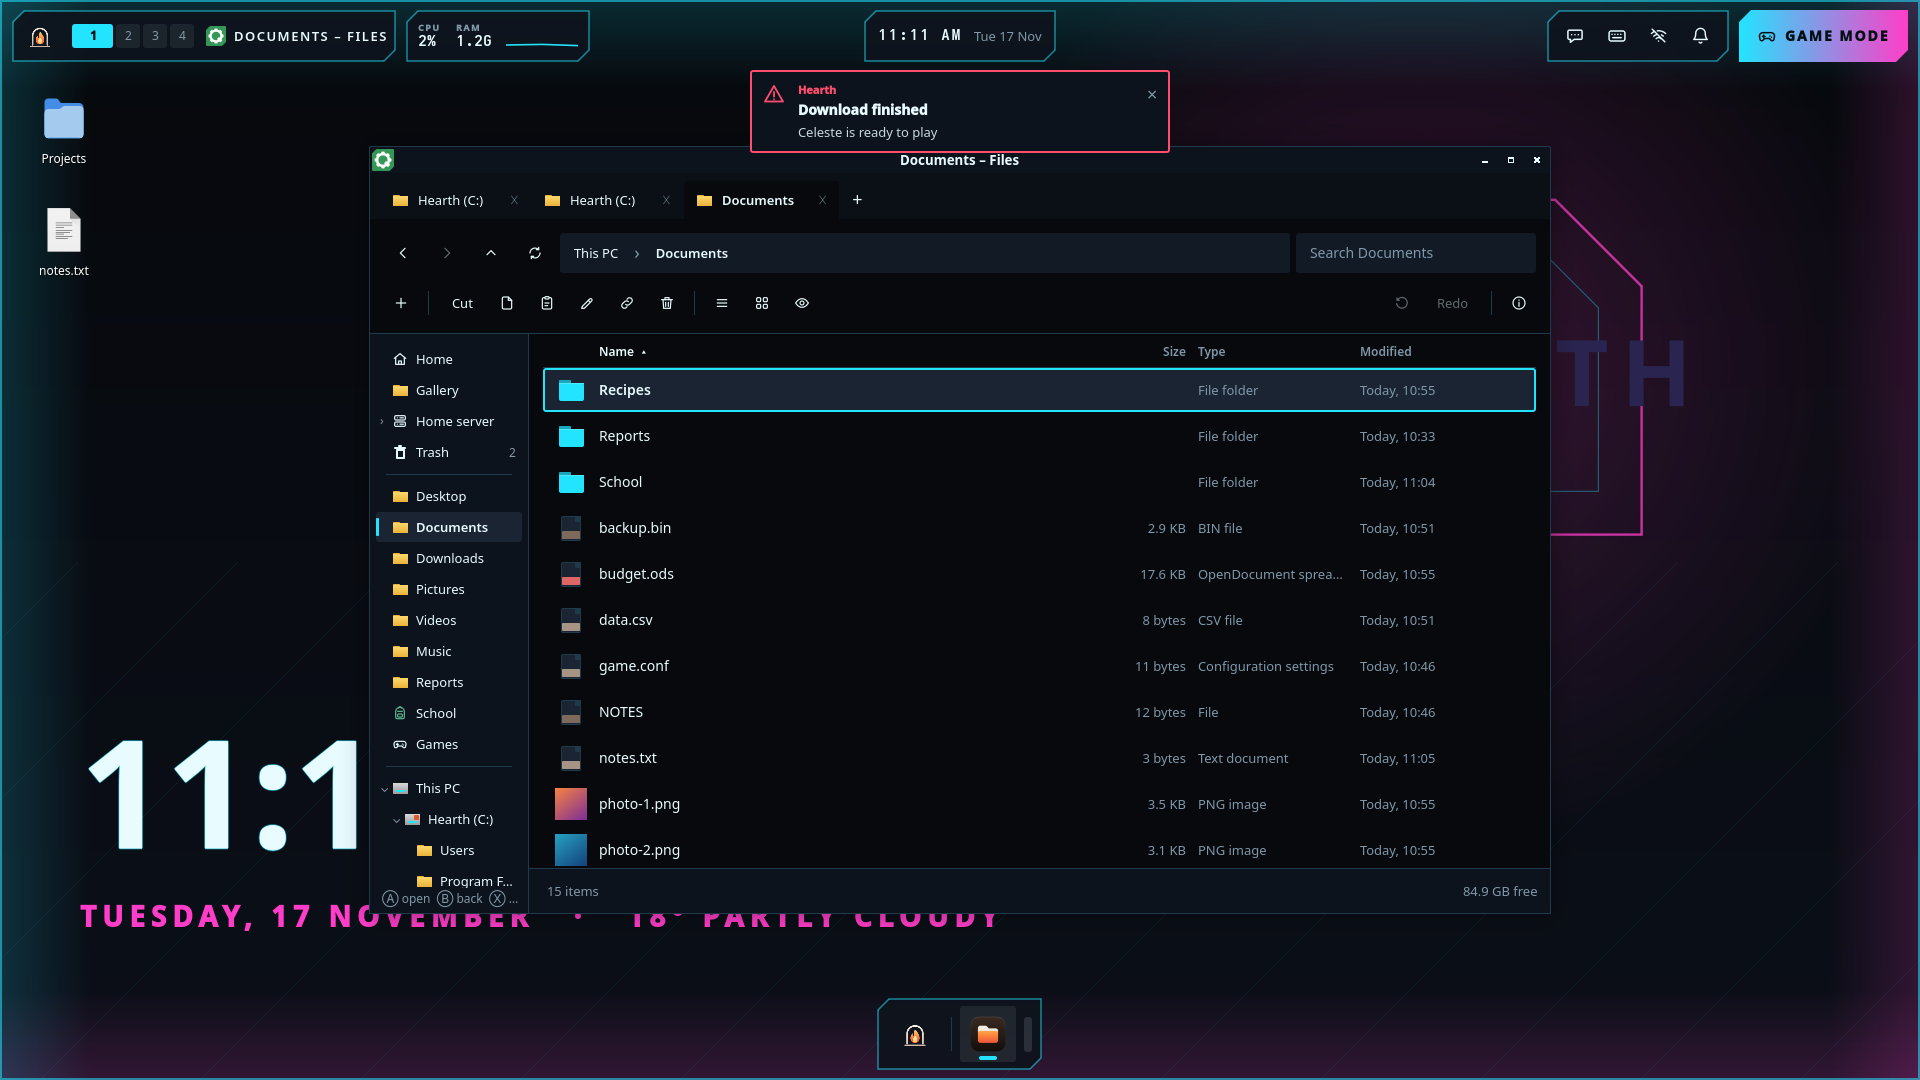 1 2 3 4 DOCUMENTS – FILES
CPU RAM
2% 1.2G
11:11 AM Tue 17 Nov
GAME MODE
Hearth
Download finished
Celeste is ready to play
Projects
notes.txt
Documents – Files
Hearth (C:) X Hearth (C:) X Documents X +
This PC › Documents
Search Documents
Cut
Redo
Home
Gallery
Home server
Trash 2
Desktop
Documents
Downloads
Pictures
Videos
Music
Reports
School
Games
This PC
Hearth (C:)
Users
Program F...
A open B back X ...
Name Size Type Modified
Recipes File folder Today, 10:55
Reports File folder Today, 10:33
School File folder Today, 11:04
backup.bin 2.9 KB BIN file Today, 10:51
budget.ods 17.6 KB OpenDocument sprea... Today, 10:55
data.csv 8 bytes CSV file Today, 10:51
game.conf 11 bytes Configuration settings Today, 10:46
NOTES 12 bytes File Today, 10:46
notes.txt 3 bytes Text document Today, 11:05
photo-1.png 3.5 KB PNG image Today, 10:55
photo-2.png 3.1 KB PNG image Today, 10:55
15 items
84.9 GB free
TH
11:1
TUESDAY, 17 NOVEMBER · 18° PARTLY CLOUDY